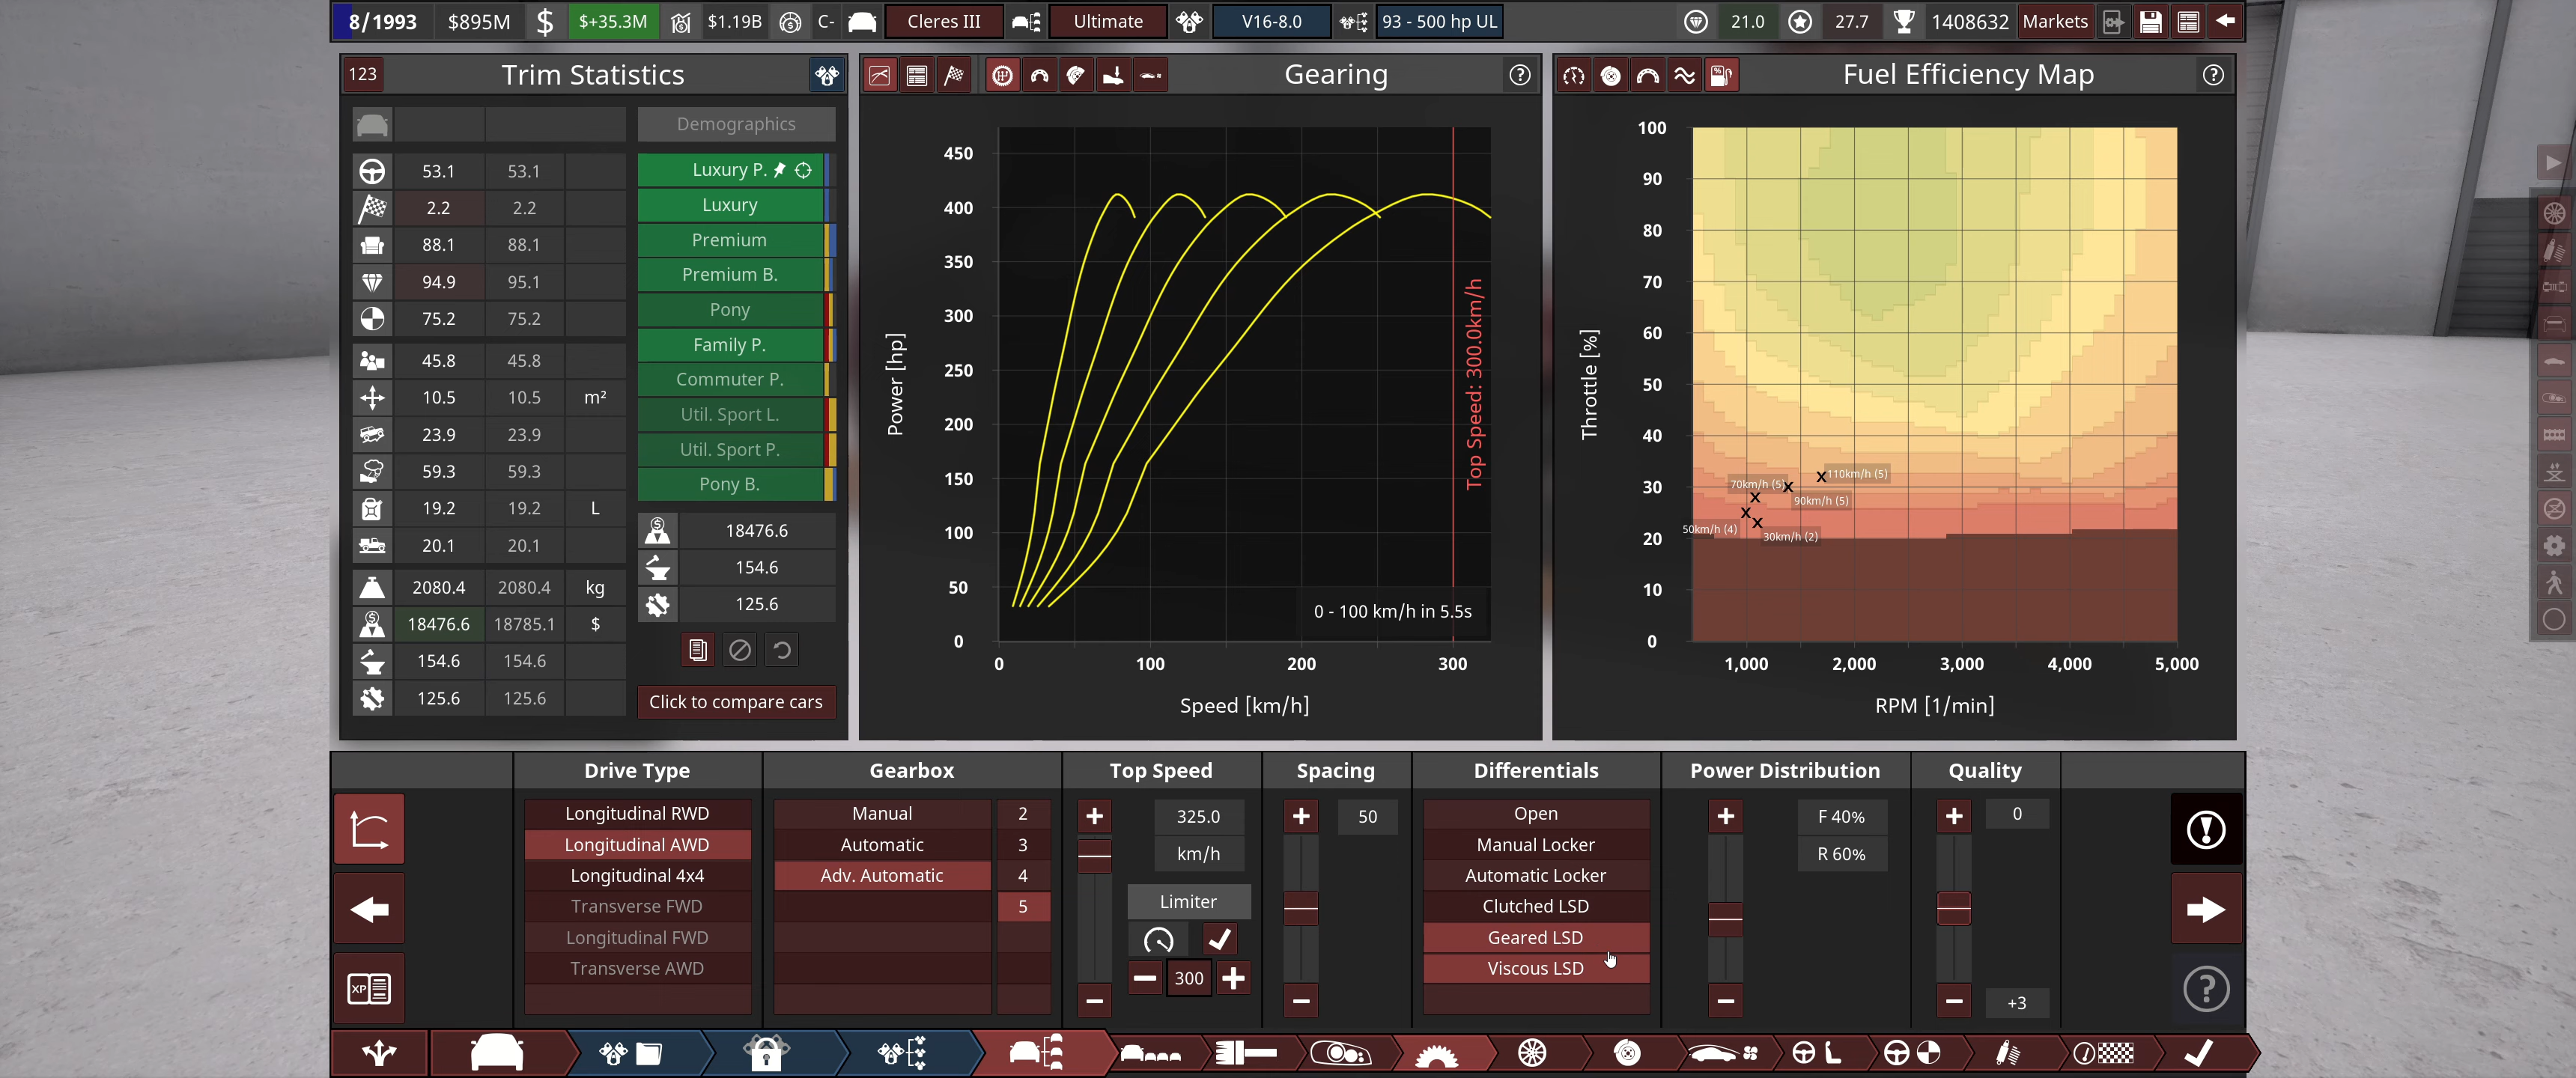 8/1993 $895M $ $+35.3M $1.19B C- Cleres III Ultimate V16-8.0 93 - 500 hp UL 21.0 27.7 1408632 Markets
123 Trim Statistics
Demographics
53.1 53.1
2.2 2.2
88.1 88.1
94.9 95.1
75.2 75.2
45.8 45.8
10.5 10.5 m²
23.9 23.9
59.3 59.3
19.2 19.2 L
20.1 20.1
2080.4 2080.4 kg
18476.6 18785.1 $
154.6 154.6
125.6 125.6
Luxury P.
Luxury
Premium
Premium B.
Pony
Family P.
Commuter P.
Util. Sport L.
Util. Sport P.
Pony B.
18476.6
154.6
125.6
Click to compare cars
Gearing ?
Power [hp]
450
400
350
300
250
200
150
100
50
0
0 100 200 300
Speed [km/h]
Top Speed: 300.0km/h
0 - 100 km/h in 5.5s
Fuel Efficiency Map ?
Throttle [%]
100
90
80
70
60
50
40
30
20
10
0
110km/h (5)
70km/h (5)
90km/h (5)
50km/h (4)
30km/h (2)
1,000 2,000 3,000 4,000 5,000
RPM [1/min]
Drive Type
Longitudinal RWD
Longitudinal AWD
Longitudinal 4x4
Transverse FWD
Longitudinal FWD
Transverse AWD
Gearbox
Manual 2
Automatic 3
Adv. Automatic 4
5
Top Speed
+ 325.0
km/h
Limiter
300
Spacing
+ 50
Differentials
Open
Manual Locker
Automatic Locker
Clutched LSD
Geared LSD
Viscous LSD
Power Distribution
+ F 40%
R 60%
Quality
+ 0
+3
XP
?